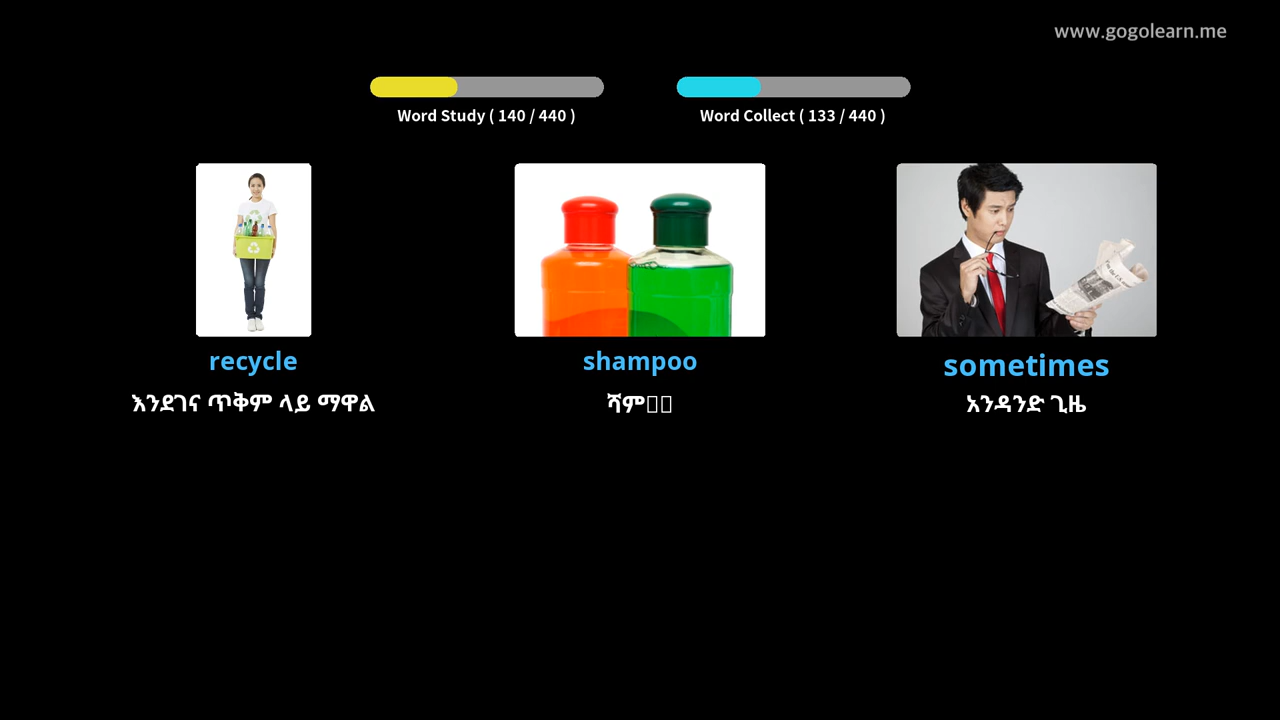 www.gogolearn.me
Word Study ( 140 / 440 )
Word Collect ( 133 / 440 )
recycle
shampoo
sometimes
እንደገና ጥቅም ላይ ማዋል
ሻም▯▯
አንዳንድ ጊዜ